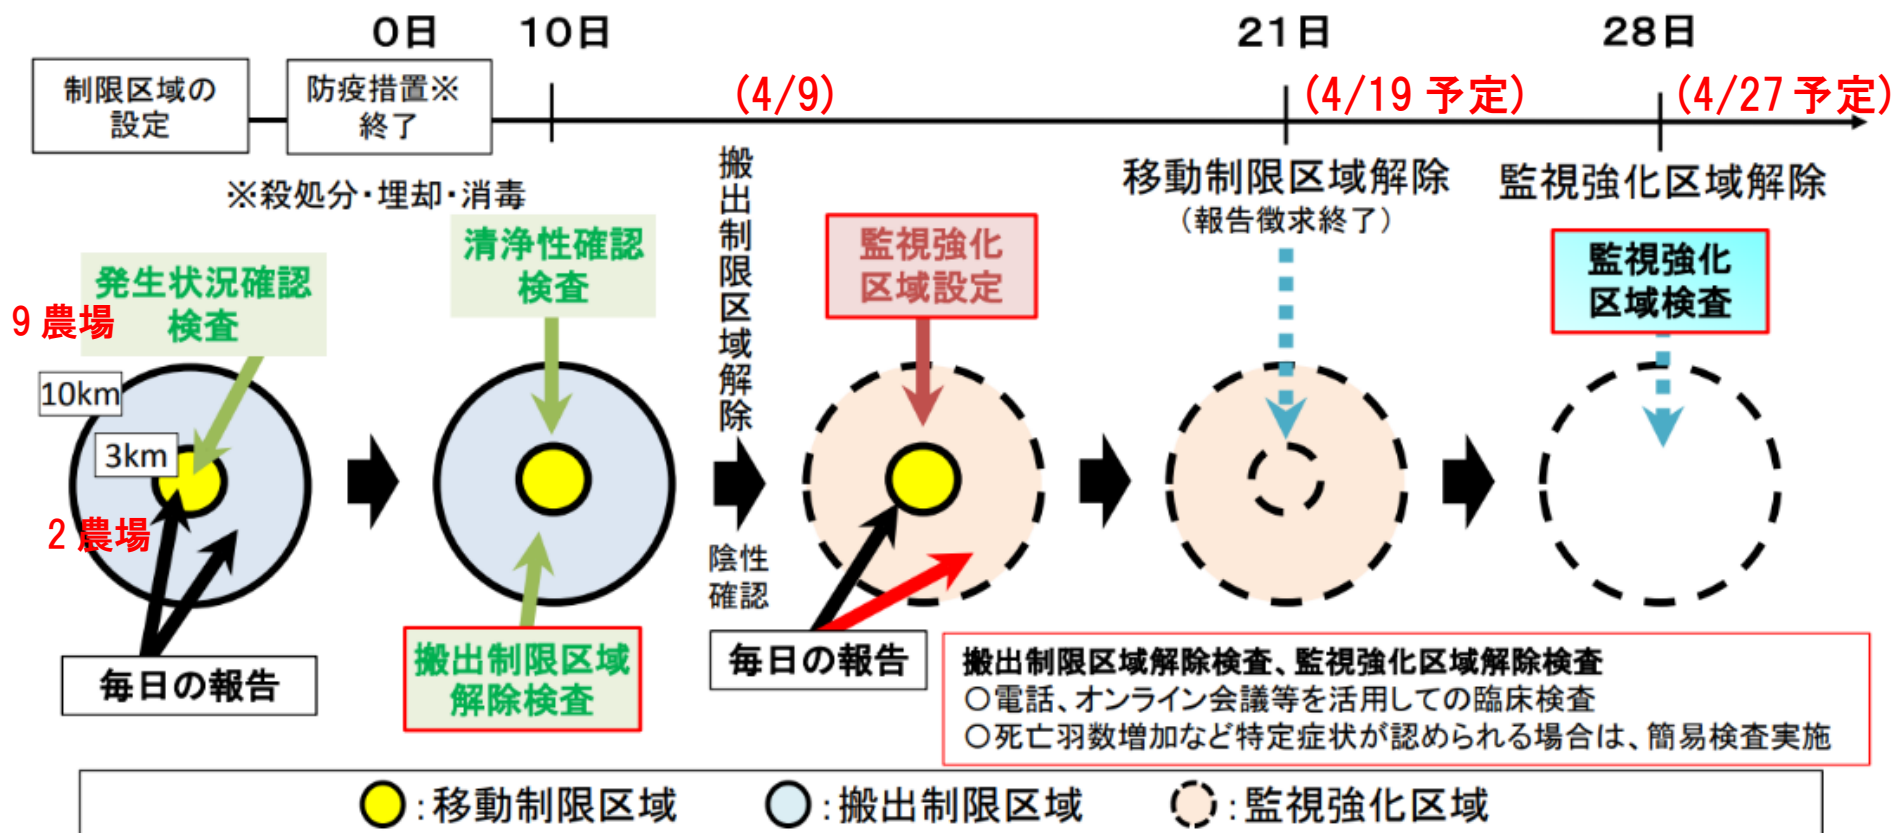 0日
10日
21日
28日
制限区域の
設定
防疫措置※
終了
(4/9)
(4/19 予定)
(4/27 予定)
※殺処分・埋却・消毒
搬出制限区域解除
移動制限区域解除
(報告徴求終了)
監視強化区域解除
発生状況確認
検査
清浄性確認
検査
監視強化
区域設定
監視強化
区域検査
9 農場
10km
3km
2 農場
陰性
確認
毎日の報告
搬出制限区域
解除検査
毎日の報告
搬出制限区域解除検査、監視強化区域解除検査
○電話、オンライン会議等を活用しての臨床検査
○死亡羽数増加など特定症状が認められる場合は、簡易検査実施
:移動制限区域
:搬出制限区域
:監視強化区域